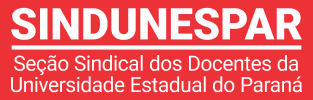 SINDUNESPAR
Seção Sindical dos Docentes da
Universidade Estadual do Paraná